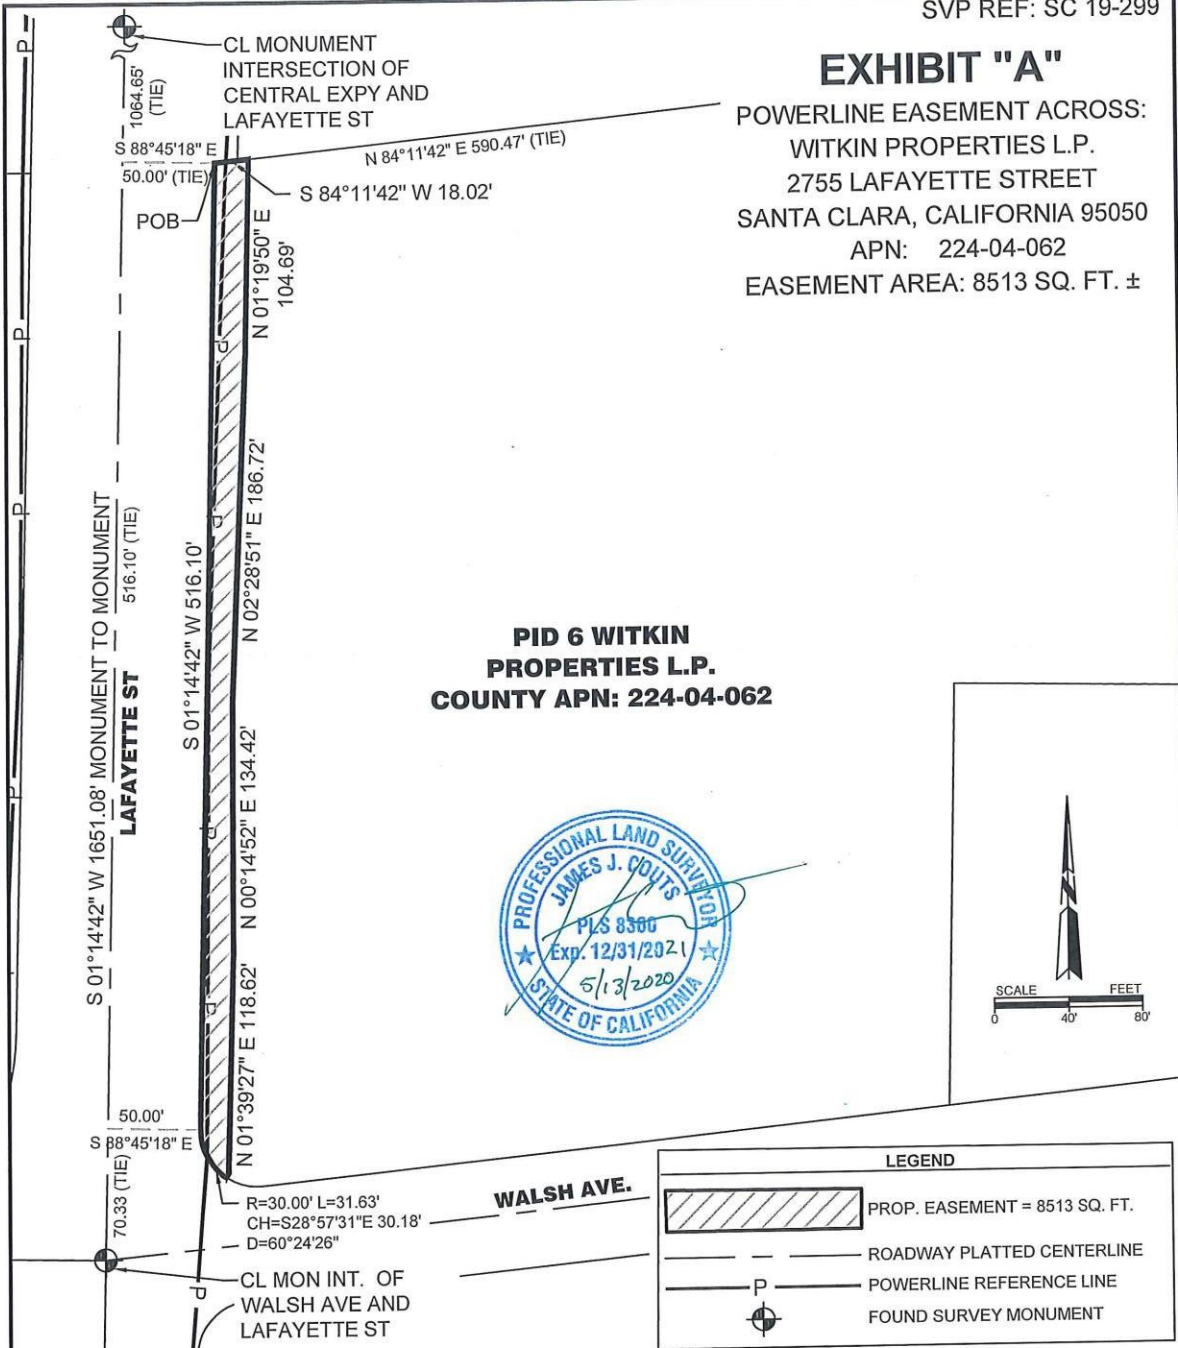 SVP REF: SC 19-299
EXHIBIT "A"
POWERLINE EASEMENT ACROSS:
WITKIN PROPERTIES L.P.
2755 LAFAYETTE STREET
SANTA CLARA, CALIFORNIA 95050
APN: 224-04-062
EASEMENT AREA: 8513 SQ. FT. ±
CL MONUMENT
INTERSECTION OF
CENTRAL EXPY AND
LAFAYETTE ST
1064.65'
(TIE)
S 88°45'18" E
50.00' (TIE)
N 84°11'42" E 590.47' (TIE)
S 84°11'42" W 18.02'
POB
N 01°19'50" E
104.69'
N 02°28'51" E 186.72'
S 01°14'42" W 516.10'
516.10' (TIE)
S 01°14'42" W 1651.08' MONUMENT TO MONUMENT
LAFAYETTE ST
N 00°14'52" E 134.42'
N 01°39'27" E 118.62'
P
P
P
P
P
P
P
P
P
PID 6 WITKIN
PROPERTIES L.P.
COUNTY APN: 224-04-062
PROFESSIONAL LAND SURVEYOR
JAMES J. COUTS
PLS 8300
Exp. 12/31/2021
5/13/2020
STATE OF CALIFORNIA
N
SCALE FEET
0 40' 80'
50.00'
S 88°45'18" E
70.33 (TIE)
R=30.00' L=31.63'
CH=S28°57'31"E 30.18'
D=60°24'26"
WALSH AVE.
CL MON INT. OF
WALSH AVE AND
LAFAYETTE ST
LEGEND
PROP. EASEMENT = 8513 SQ. FT.
ROADWAY PLATTED CENTERLINE
P
POWERLINE REFERENCE LINE
FOUND SURVEY MONUMENT